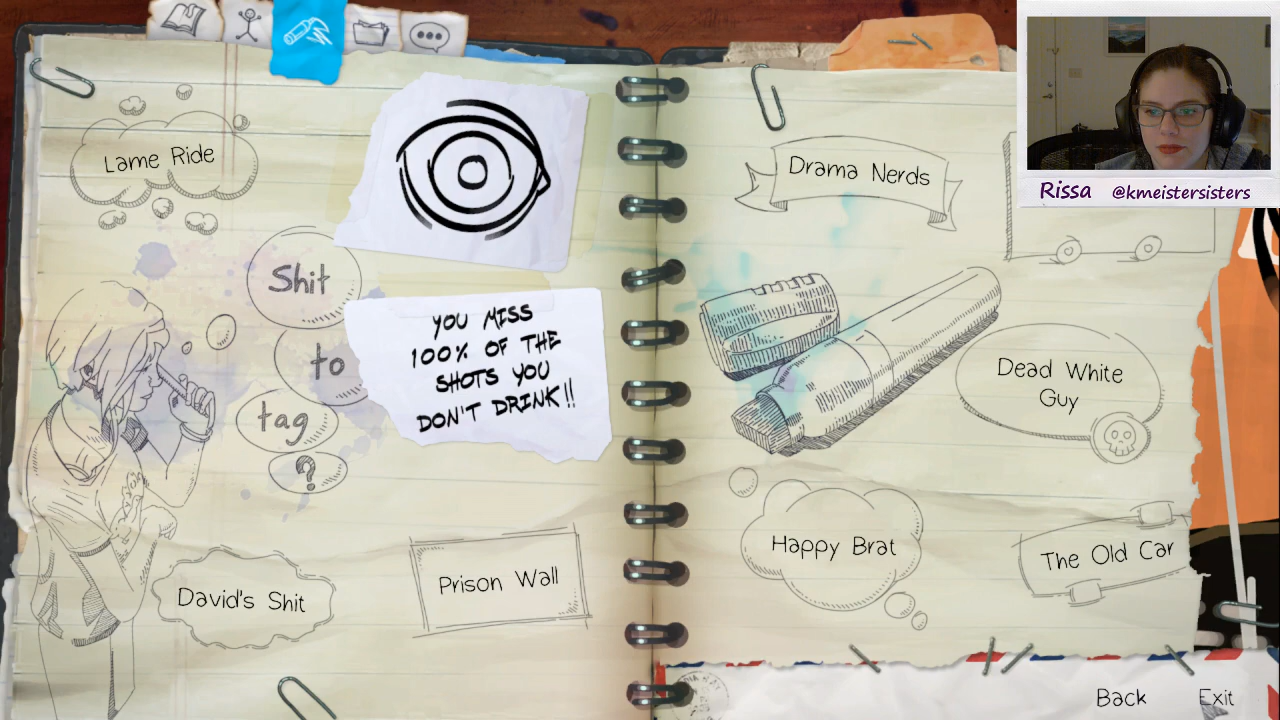 Lame Ride
Shit
to
tag
?
YOU MISS
100% OF THE
SHOTS YOU
DON'T DRINK!!
David's Shit
Prison Wall
Drama Nerds
Dead White
Guy
Happy Brat
The Old Car
Back
Exit
Rissa @kmeistersisters